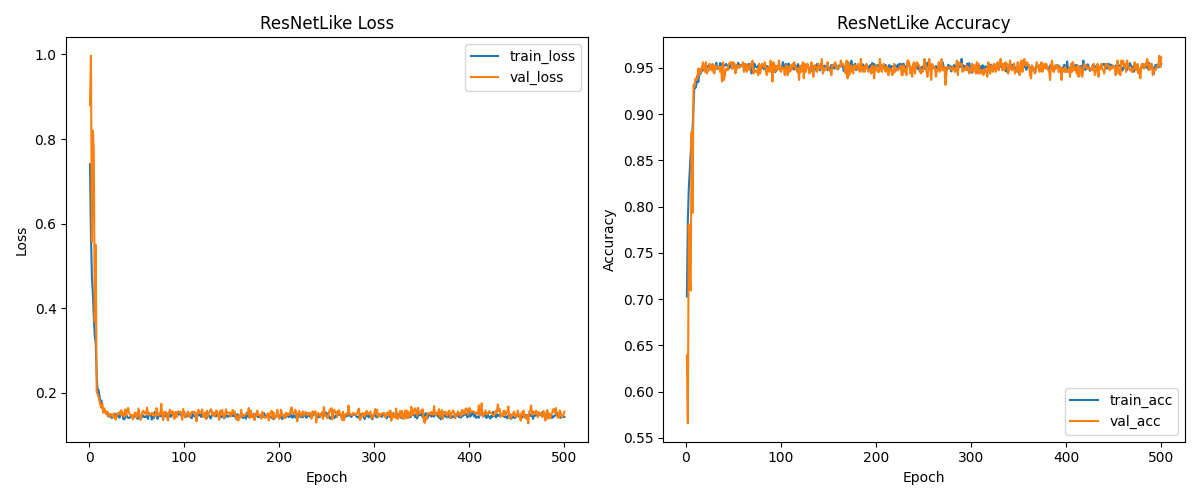 ResNetLike Loss
1.0
0.8
0.6
0.4
0.2
Loss
0
100
200
300
400
500
Epoch
train_loss
val_loss
ResNetLike Accuracy
0.95
0.90
0.85
0.80
0.75
0.70
0.65
0.60
0.55
Accuracy
0
100
200
300
400
500
Epoch
train_acc
val_acc